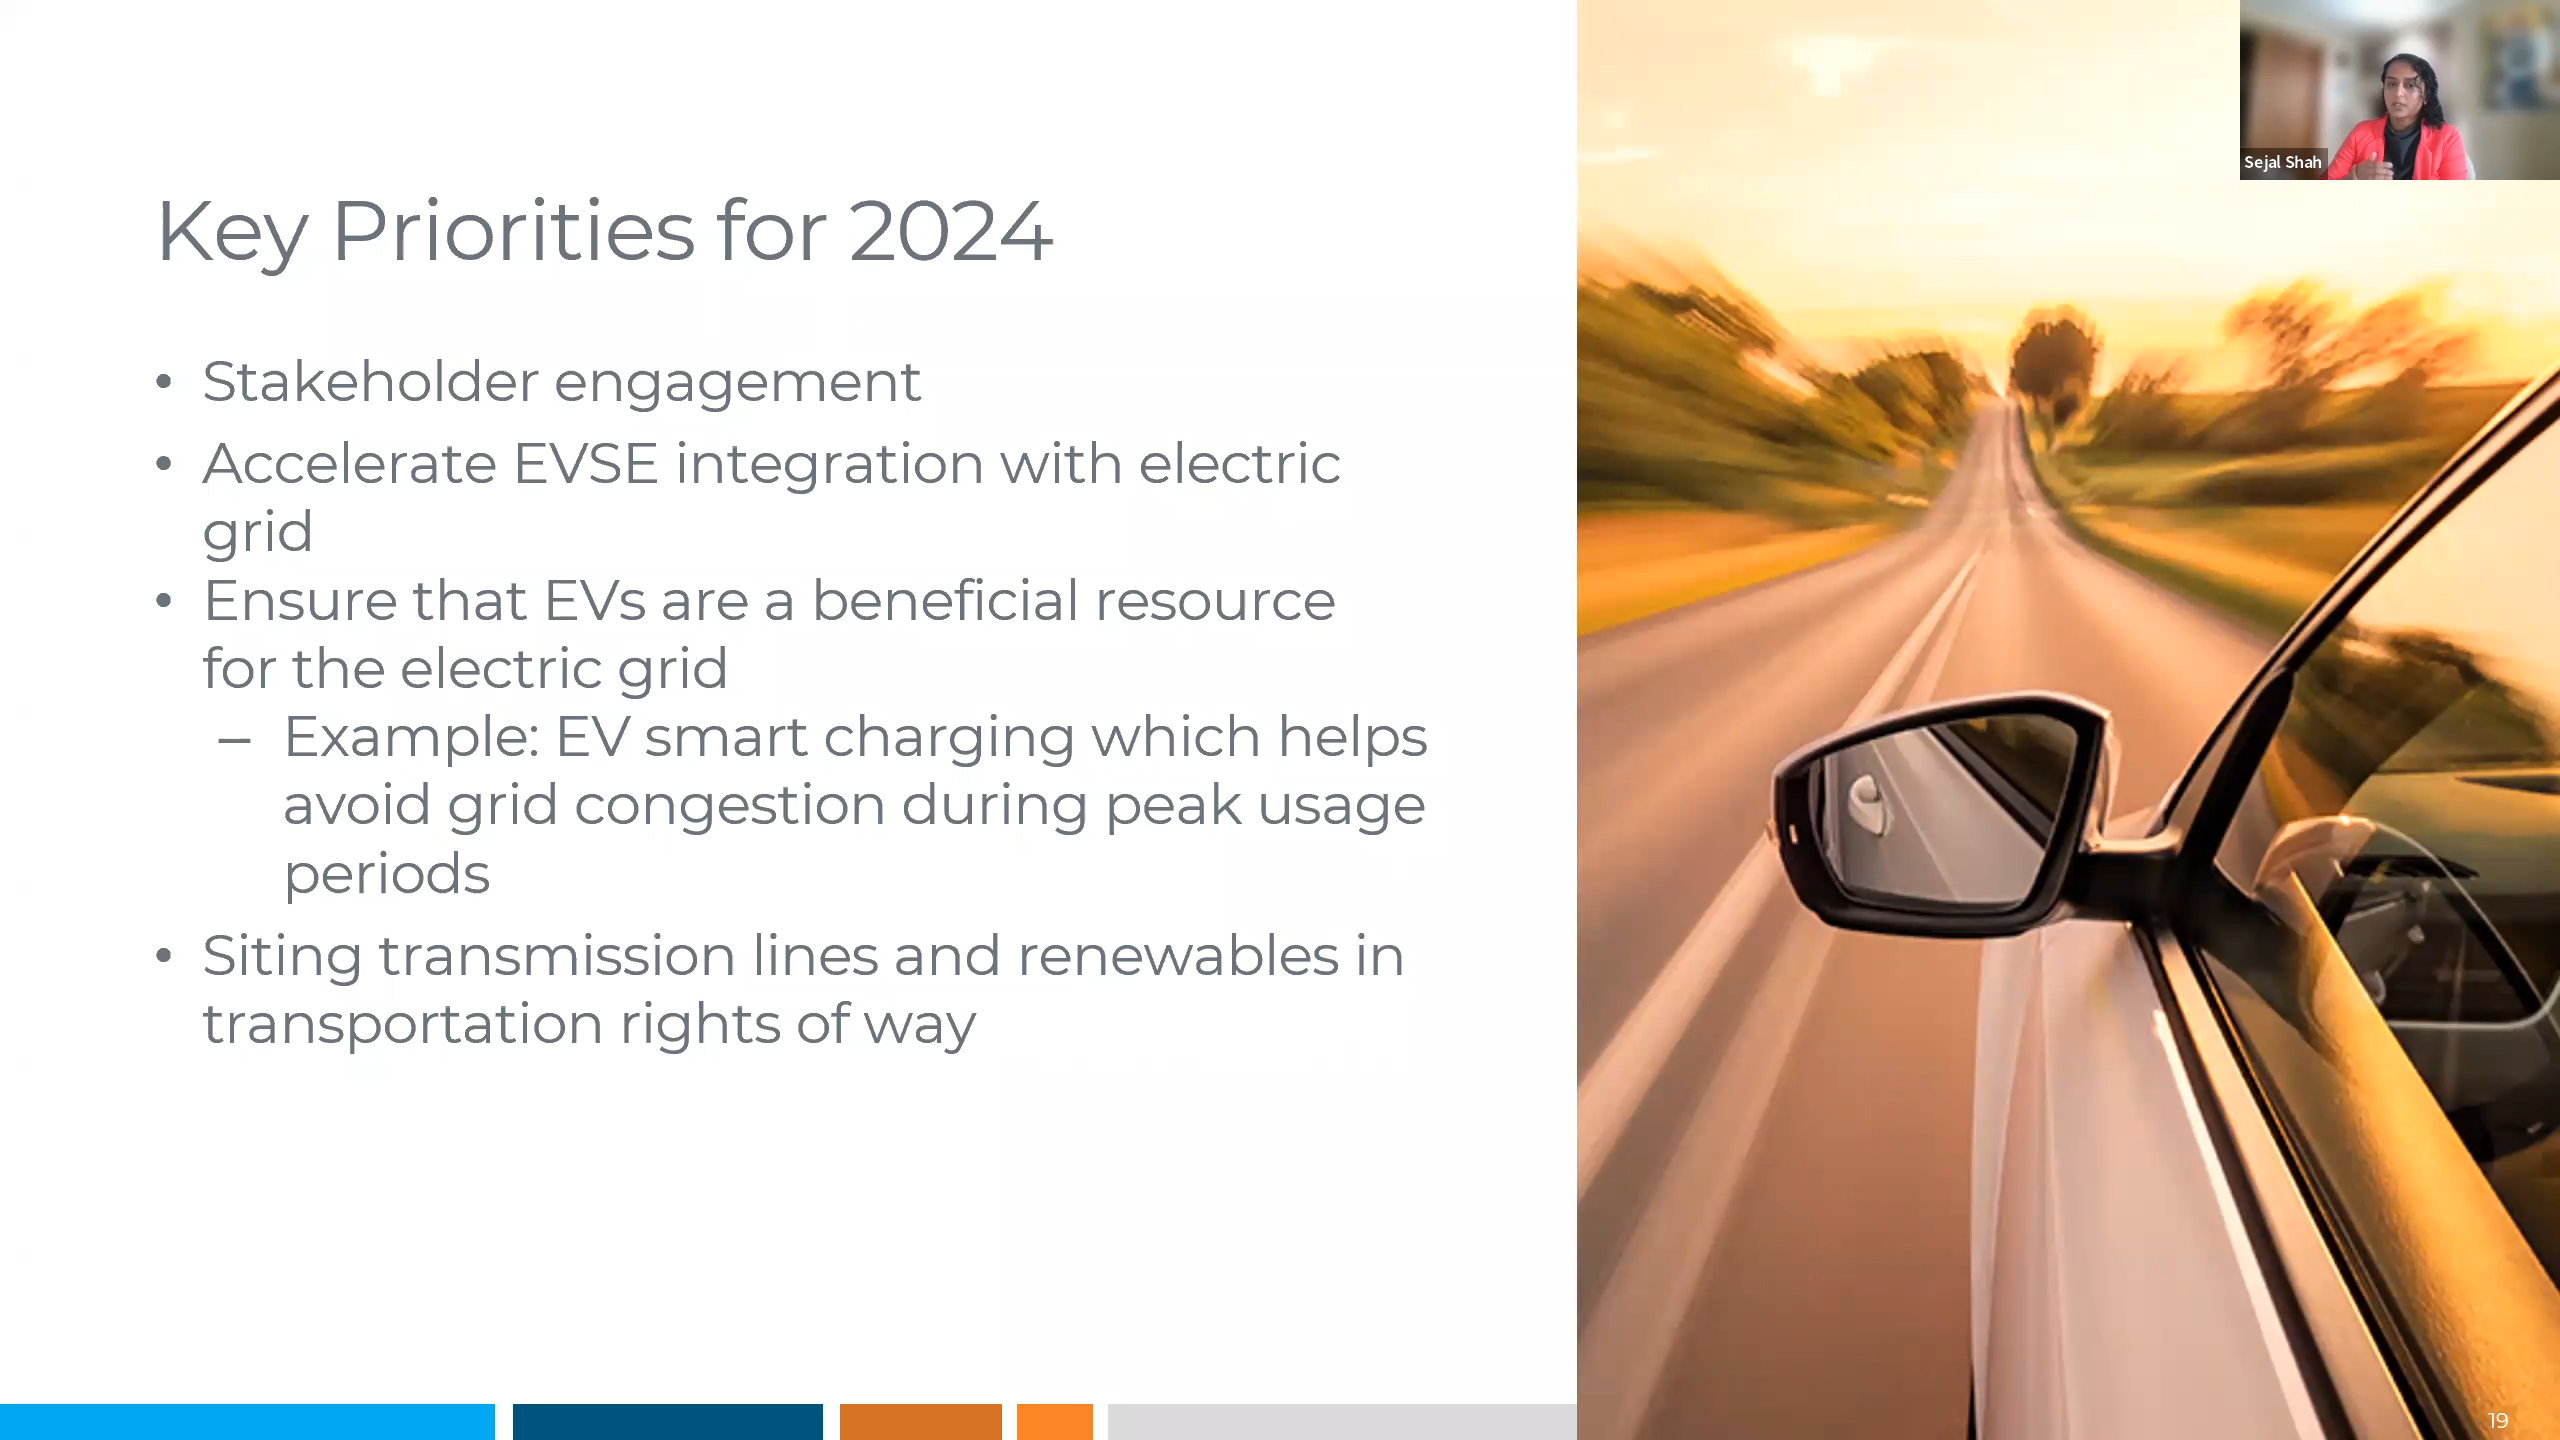 Sejal Shah
Key Priorities for 2024
• Stakeholder engagement
• Accelerate EVSE integration with electric
grid
• Ensure that EVs are a beneficial resource
for the electric grid
– Example: EV smart charging which helps
avoid grid congestion during peak usage
periods
• Siting transmission lines and renewables in
transportation rights of way
19